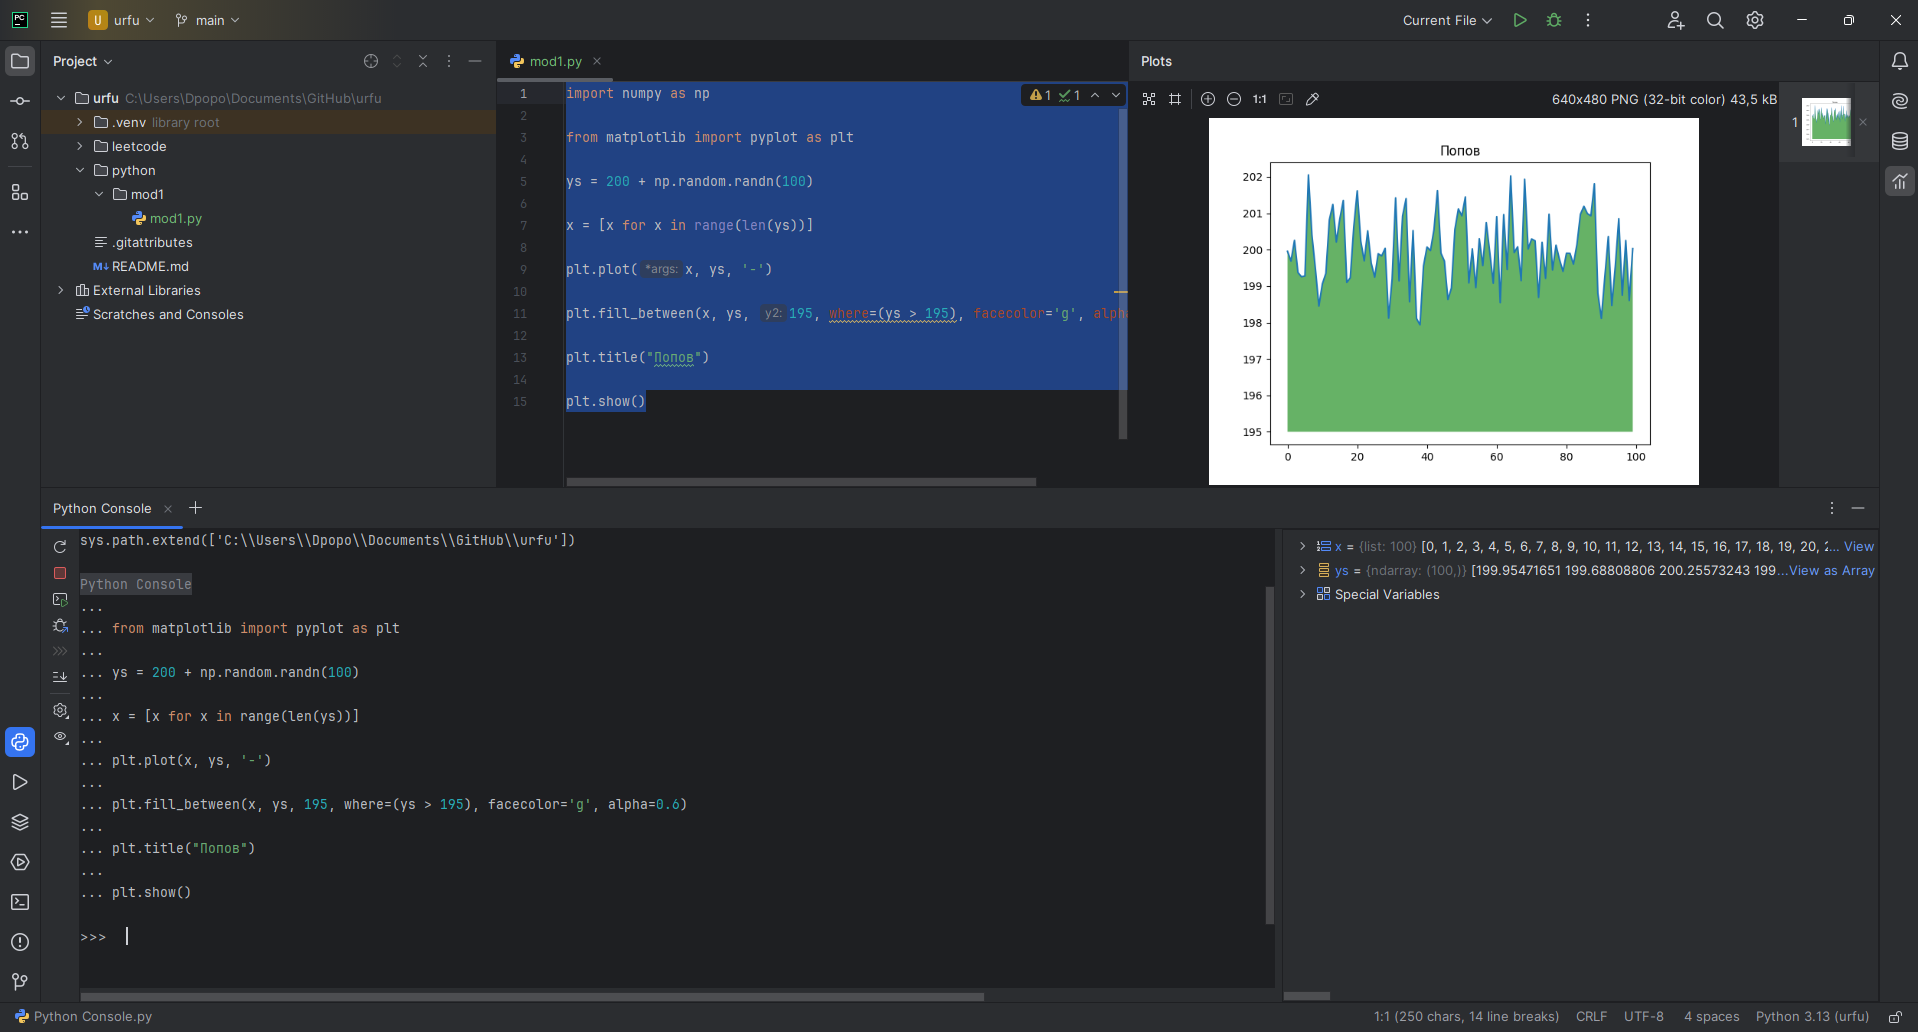 PC U urfu main Current File
Project
urfu C:\Users\Dpopo\Documents\GitHub\urfu
.venv library root
leetcode
python
mod1
mod1.py
.gitattributes
M↓ README.md
External Libraries
Scratches and Consoles
mod1.py
1 import numpy as np
2
3 from matplotlib import pyplot as plt
4
5 ys = 200 + np.random.randn(100)
6
7 x = [x for x in range(len(ys))]
8
9 plt.plot( *args: x, ys, '-')
10
11 plt.fill_between(x, ys, y2: 195, where=(ys > 195), facecolor='g', alph
12
13 plt.title("Попов")
14
15 plt.show()
1 1
Plots
1:1 640x480 PNG (32-bit color) 43,5 kB
1
Попов
202
201
200
199
198
197
196
195
0 20 40 60 80 100
Python Console
sys.path.extend(['C:\\Users\\Dpopo\\Documents\\GitHub\\urfu'])
Python Console
...
... from matplotlib import pyplot as plt
...
... ys = 200 + np.random.randn(100)
...
... x = [x for x in range(len(ys))]
...
... plt.plot(x, ys, '-')
...
... plt.fill_between(x, ys, 195, where=(ys > 195), facecolor='g', alpha=0.6)
...
... plt.title("Попов")
...
... plt.show()
>>>
x = {list: 100} [0, 1, 2, 3, 4, 5, 6, 7, 8, 9, 10, 11, 12, 13, 14, 15, 16, 17, 18, 19, 20, 2... View
ys = {ndarray: (100,)} [199.95471651 199.68808806 200.25573243 199...View as Array
Special Variables
Python Console.py 1:1 (250 chars, 14 line breaks) CRLF UTF-8 4 spaces Python 3.13 (urfu)